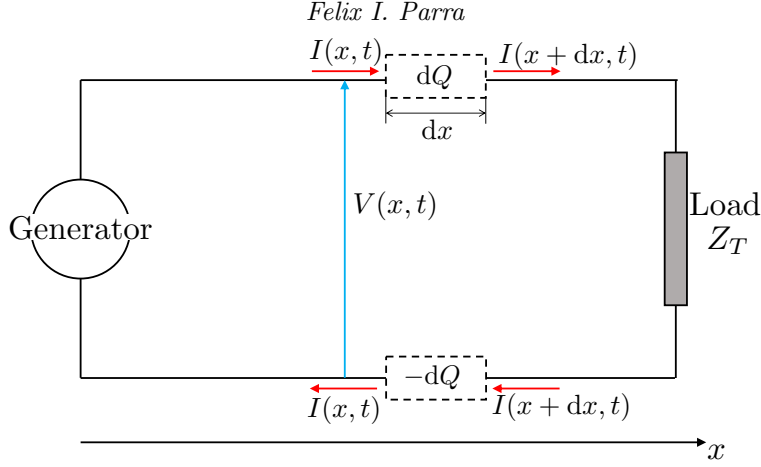 Felix I. Parra
I(x, t)
I(x + dx, t)
dQ
dx
V(x, t)
Generator
Load
Z_T
−dQ
I(x, t)
I(x + dx, t)
x